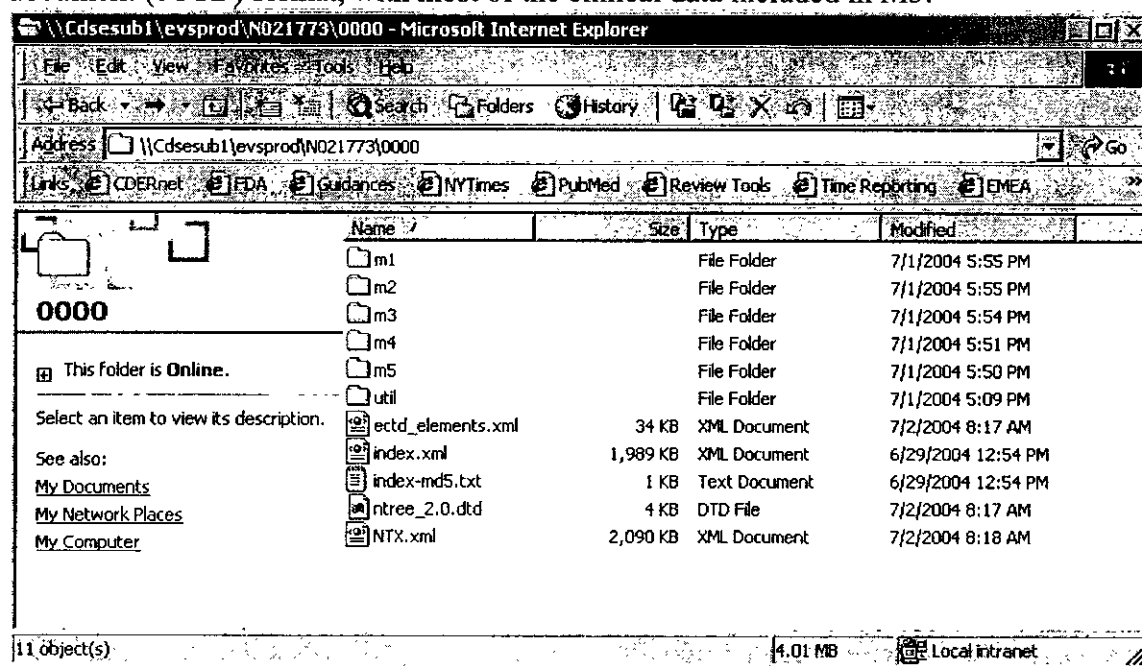 \\Cdsesub1\evsprod\N021773\0000 - Microsoft Internet Explorer
File Edit View Favorites Tools Help
Back Search Folders History
Address \\Cdsesub1\evsprod\N021773\0000 Go
Links CDERnet FDA Guidances NYTimes PubMed Review Tools Time Reporting EMEA »
Name Size Type Modified
m1 File Folder 7/1/2004 5:55 PM
m2 File Folder 7/1/2004 5:55 PM
m3 File Folder 7/1/2004 5:54 PM
m4 File Folder 7/1/2004 5:51 PM
m5 File Folder 7/1/2004 5:50 PM
util File Folder 7/1/2004 5:09 PM
ectd_elements.xml 34 KB XML Document 7/2/2004 8:17 AM
index.xml 1,989 KB XML Document 6/29/2004 12:54 PM
index-md5.txt 1 KB Text Document 6/29/2004 12:54 PM
ntree_2.0.dtd 4 KB DTD File 7/2/2004 8:17 AM
NTX.xml 2,090 KB XML Document 7/2/2004 8:18 AM
0000
This folder is Online.
Select an item to view its description.
See also:
My Documents
My Network Places
My Computer
11 object(s) 4.01 MB Local intranet